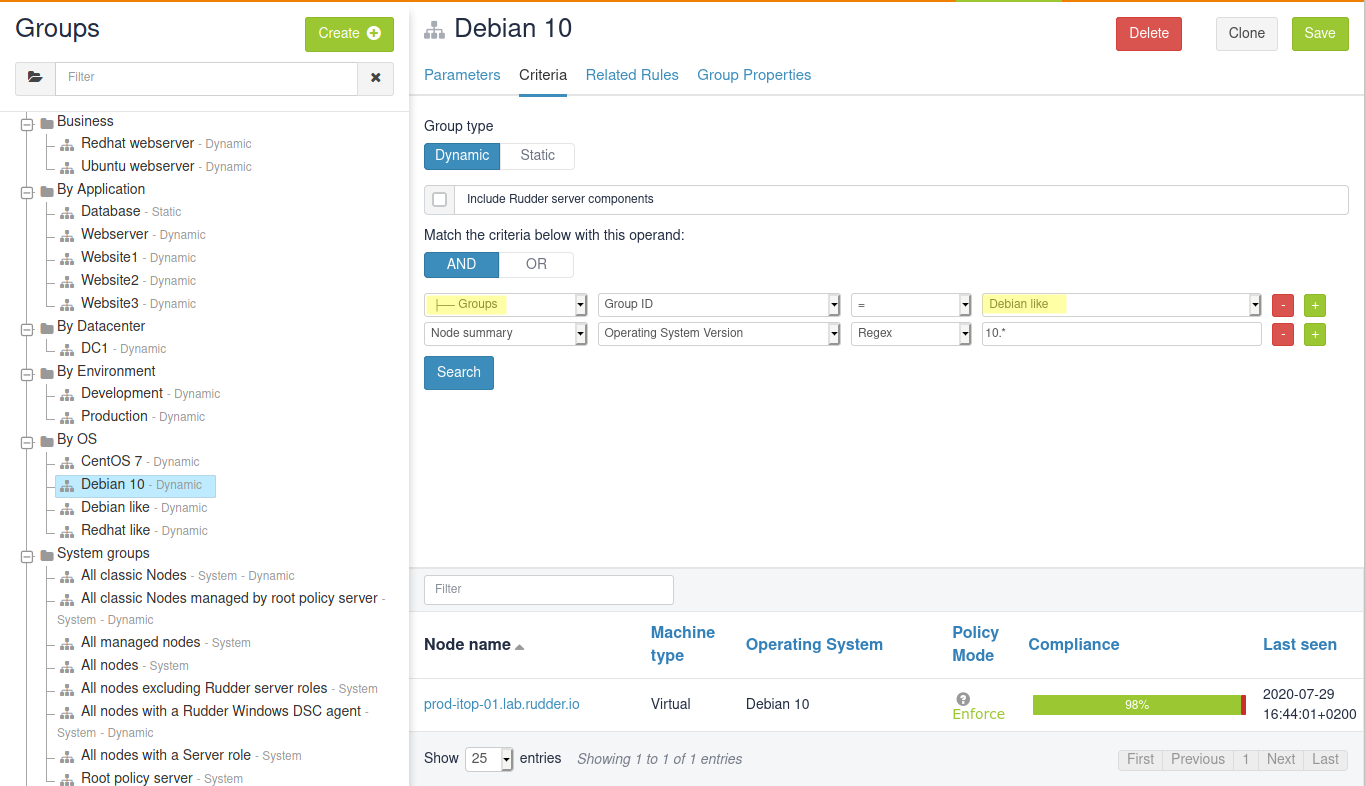 Groups
Create
Filter
Business
Redhat webserver - Dynamic
Ubuntu webserver - Dynamic
By Application
Database - Static
Webserver - Dynamic
Website1 - Dynamic
Website2 - Dynamic
Website3 - Dynamic
By Datacenter
DC1 - Dynamic
By Environment
Development - Dynamic
Production - Dynamic
By OS
CentOS 7 - Dynamic
Debian 10 - Dynamic
Debian like - Dynamic
Redhat like - Dynamic
System groups
All classic Nodes - System - Dynamic
All classic Nodes managed by root policy server -
System - Dynamic
All managed nodes - System
All nodes - System
All nodes excluding Rudder server roles - System
All nodes with a Rudder Windows DSC agent -
System - Dynamic
All nodes with a Server role - System
Root policy server - System
Debian 10
Delete Clone Save
Parameters Criteria Related Rules Group Properties
Group type
Dynamic Static
Include Rudder server components
Match the criteria below with this operand:
AND OR
├── Groups Group ID = Debian like - +
Node summary Operating System Version Regex 10.* - +
Search
Filter
Node name Machine type Operating System Policy Mode Compliance Last seen
prod-itop-01.lab.rudder.io Virtual Debian 10 ? Enforce 98% 2020-07-29 16:44:01+0200
Show 25 entries Showing 1 to 1 of 1 entries First Previous 1 Next Last